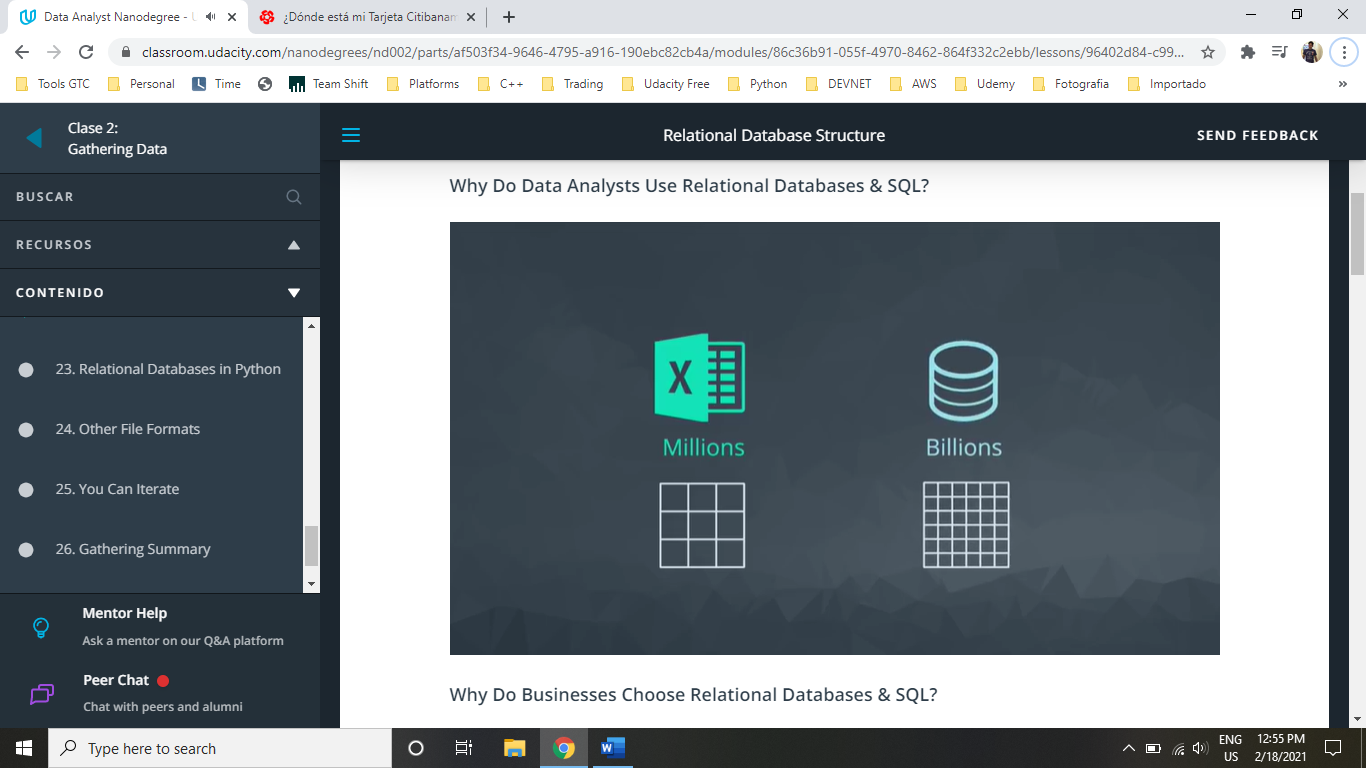 Data Analyst Nanodegree - U
¿Dónde está mi Tarjeta Citibanam
classroom.udacity.com/nanodegrees/nd002/parts/af503f34-9646-4795-a916-190ebc82cb4a/modules/86c36b91-055f-4970-8462-864f332c2ebb/lessons/96402d84-c99...
Tools GTC Personal Time Team Shift Platforms C++ Trading Udacity Free Python DEVNET AWS Udemy Fotografia Importado »
Clase 2:
Gathering Data
BUSCAR
RECURSOS
CONTENIDO
23. Relational Databases in Python
24. Other File Formats
25. You Can Iterate
26. Gathering Summary
Mentor Help
Ask a mentor on our Q&A platform
Peer Chat
Chat with peers and alumni
Relational Database Structure
SEND FEEDBACK
Why Do Data Analysts Use Relational Databases & SQL?
X
Millions
Billions
Why Do Businesses Choose Relational Databases & SQL?
Type here to search
W
ENG
US
12:55 PM
2/18/2021